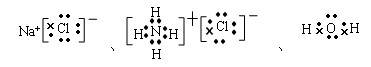 H
Na⁺[×Cl]⁻ 、 [H N H]⁺[×Cl]⁻ 、 H × O × H
H